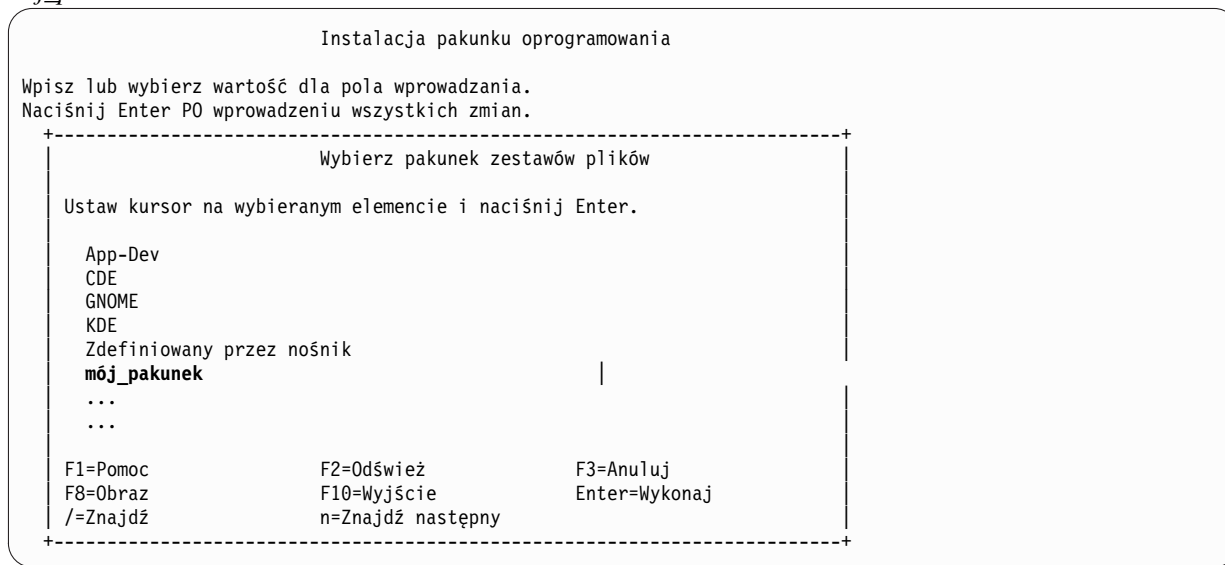 Instalacja pakunku oprogramowania
Wpisz lub wybierz wartość dla pola wprowadzania.
Naciśnij Enter PO wprowadzeniu wszystkich zmian.
Wybierz pakunek zestawów plików
Ustaw kursor na wybieranym elemencie i naciśnij Enter.
App-Dev
CDE
GNOME
KDE
Zdefiniowany przez nośnik
mój_pakunek
...
...
F1=Pomoc F2=Odśwież F3=Anuluj
F8=Obraz F10=Wyjście Enter=Wykonaj
/=Znajdź n=Znajdź następny